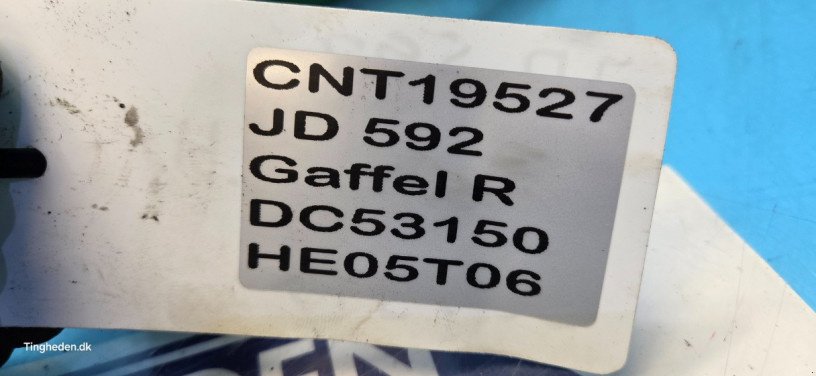 CNT19527
JD 592
Gaffel R
DC53150
HE05T06
Tingheden.dk